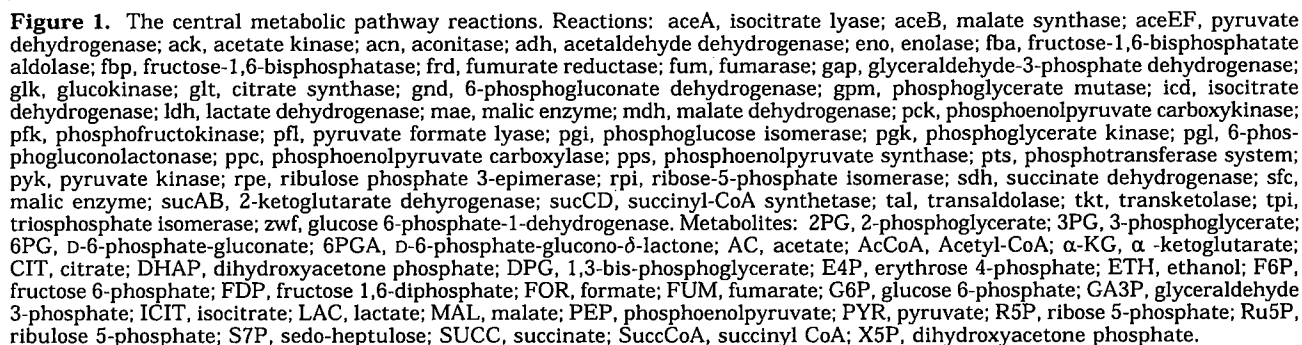 Figure 1. The central metabolic pathway reactions. Reactions: aceA, isocitrate lyase; aceB, malate synthase; aceEF, pyruvate
dehydrogenase; ack, acetate kinase; acn, aconitase; adh, acetaldehyde dehydrogenase; eno, enolase; fba, fructose-1,6-bisphosphatate
aldolase; fbp, fructose-1,6-bisphosphatase; frd, fumurate reductase; fum, fumarase; gap, glyceraldehyde-3-phosphate dehydrogenase;
glk, glucokinase; glt, citrate synthase; gnd, 6-phosphogluconate dehydrogenase; gpm, phosphoglycerate mutase; icd, isocitrate
dehydrogenase; ldh, lactate dehydrogenase; mae, malic enzyme; mdh, malate dehydrogenase; pck, phosphoenolpyruvate carboxykinase;
pfk, phosphofructokinase; pfl, pyruvate formate lyase; pgi, phosphoglucose isomerase; pgk, phosphoglycerate kinase; pgl, 6-phos-
phogluconolactonase; ppc, phosphoenolpyruvate carboxylase; pps, phosphoenolpyruvate synthase; pts, phosphotransferase system;
pyk, pyruvate kinase; rpe, ribulose phosphate 3-epimerase; rpi, ribose-5-phosphate isomerase; sdh, succinate dehydrogenase; sfc,
malic enzyme; sucAB, 2-ketoglutarate dehyrogenase; sucCD, succinyl-CoA synthetase; tal, transaldolase; tkt, transketolase; tpi,
triosphosphate isomerase; zwf, glucose 6-phosphate-1-dehydrogenase. Metabolites: 2PG, 2-phosphoglycerate; 3PG, 3-phosphoglycerate;
6PG, D-6-phosphate-gluconate; 6PGA, D-6-phosphate-glucono-δ-lactone; AC, acetate; AcCoA, Acetyl-CoA; α-KG, α -ketoglutarate;
CIT, citrate; DHAP, dihydroxyacetone phosphate; DPG, 1,3-bis-phosphoglycerate; E4P, erythrose 4-phosphate; ETH, ethanol; F6P,
fructose 6-phosphate; FDP, fructose 1,6-diphosphate; FOR, formate; FUM, fumarate; G6P, glucose 6-phosphate; GA3P, glyceraldehyde
3-phosphate; ICIT, isocitrate; LAC, lactate; MAL, malate; PEP, phosphoenolpyruvate; PYR, pyruvate; R5P, ribose 5-phosphate; Ru5P,
ribulose 5-phosphate; S7P, sedo-heptulose; SUCC, succinate; SuccCoA, succinyl CoA; X5P, dihydroxyacetone phosphate.